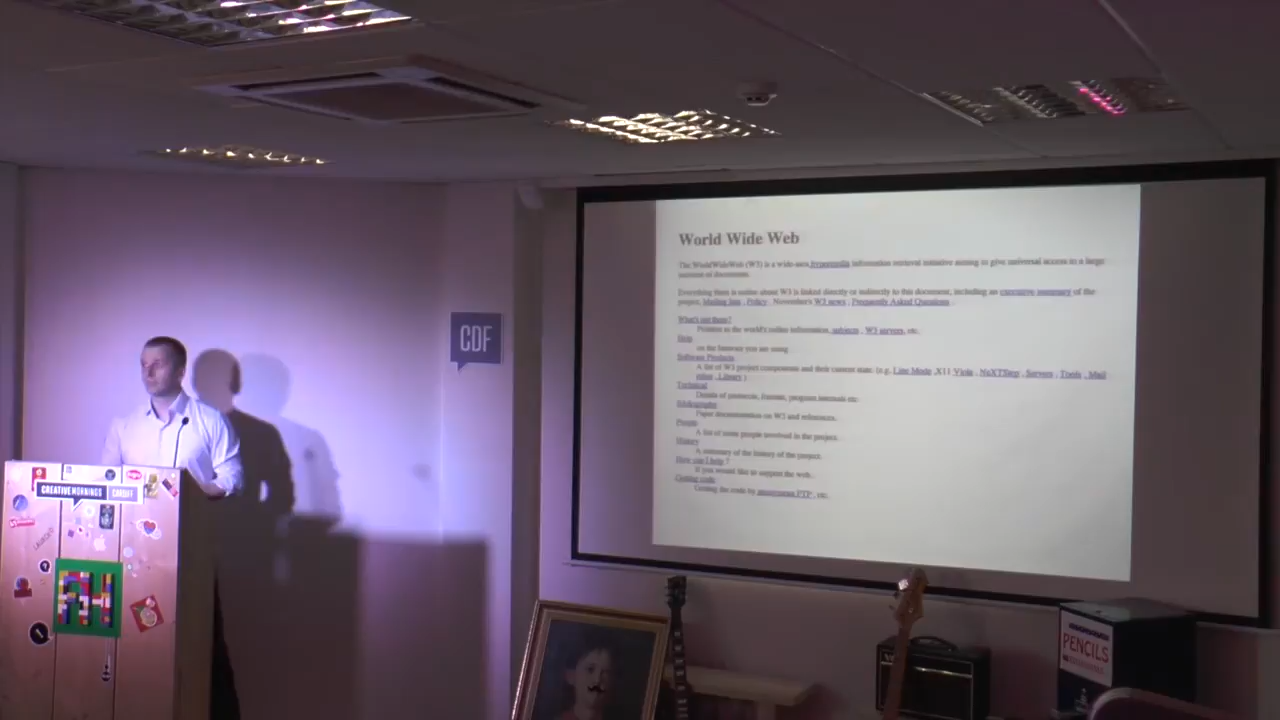 World Wide Web
The WorldWideWeb (W3) is a wide-area hypermedia information retrieval initiative aiming to give universal access to a large
universe of documents.
Everything there is online about W3 is linked directly or indirectly to this document, including an executive summary of the
project, Mailing lists , Policy , November's W3 news , Frequently Asked Questions .
What's out there?
Pointers to the world's online information, subjects , W3 servers, etc.
Help
on the browser you are using
Software Products
A list of W3 project components and their current state. (e.g. Line Mode ,X11 Viola , NeXTStep , Servers , Tools , Mail
robot , Library )
Technical
Details of protocols, formats, program internals etc
Bibliography
Paper documentation on W3 and references.
People
A list of some people involved in the project.
History
A summary of the history of the project.
How can I help ?
If you would like to support the web..
Getting code
Getting the code by anonymous FTP , etc.
CDF
CREATIVEMORNINGS CARDIFF
PENCILS